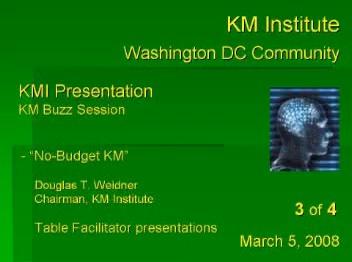 KM Institute
Washington DC Community
KMI Presentation
KM Buzz Session
- "No-Budget KM"
Douglas T. Weidner
Chairman, KM Institute
Table Facilitator presentations
3 of 4
March 5, 2008